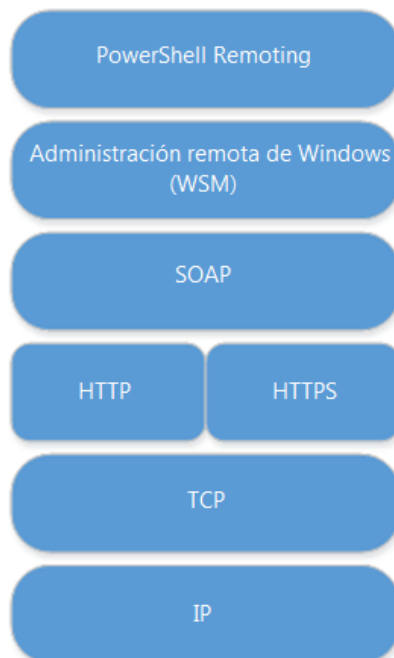 PowerShell Remoting
Administración remota de Windows
(WSM)
SOAP
HTTP
HTTPS
TCP
IP